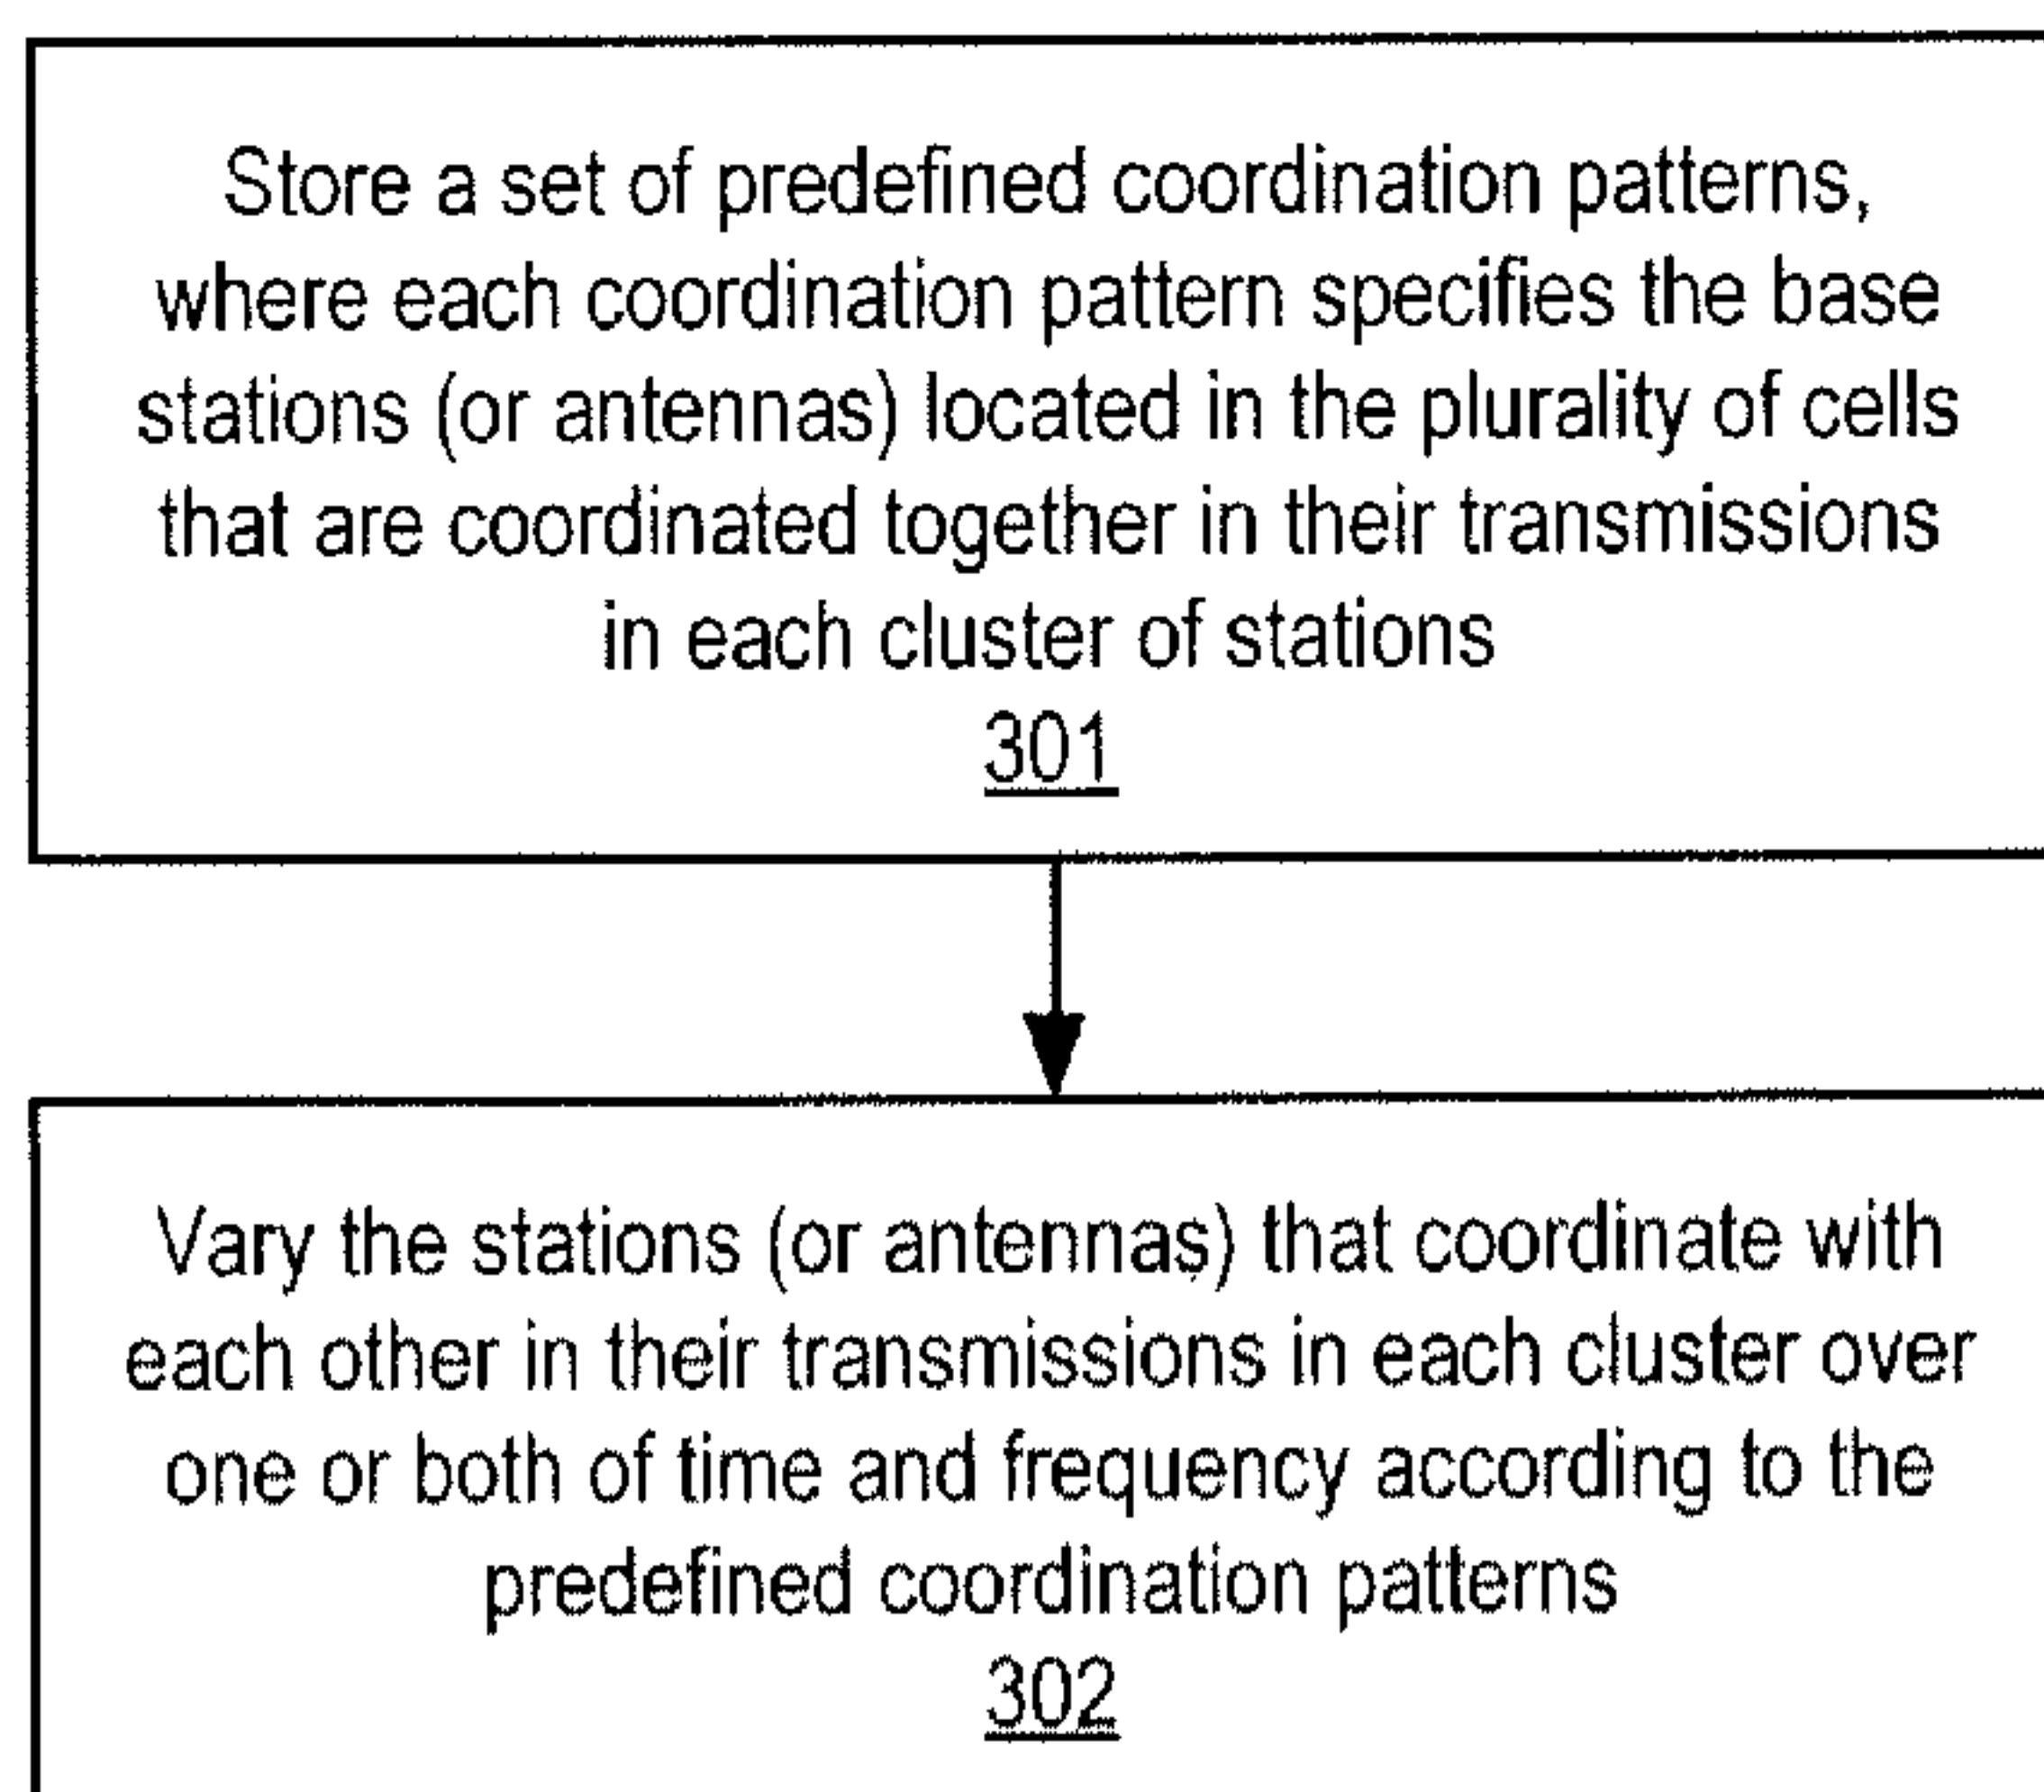 Store a set of predefined coordination patterns,
where each coordination pattern specifies the base
stations (or antennas) located in the plurality of cells
that are coordinated together in their transmissions
in each cluster of stations
301
Vary the stations (or antennas) that coordinate with
each other in their transmissions in each cluster over
one or both of time and frequency according to the
predefined coordination patterns
302